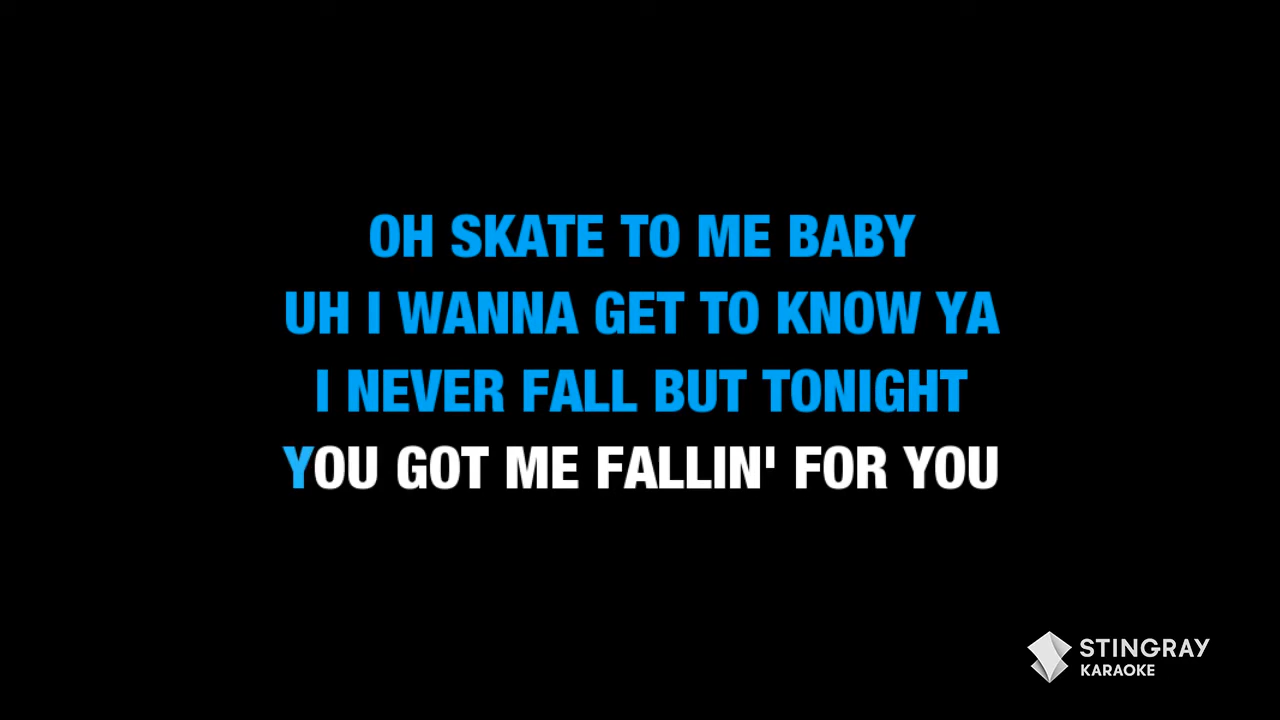 OH SKATE TO ME BABY
UH I WANNA GET TO KNOW YA
I NEVER FALL BUT TONIGHT
YOU GOT ME FALLIN' FOR YOU
STINGRAY
KARAOKE